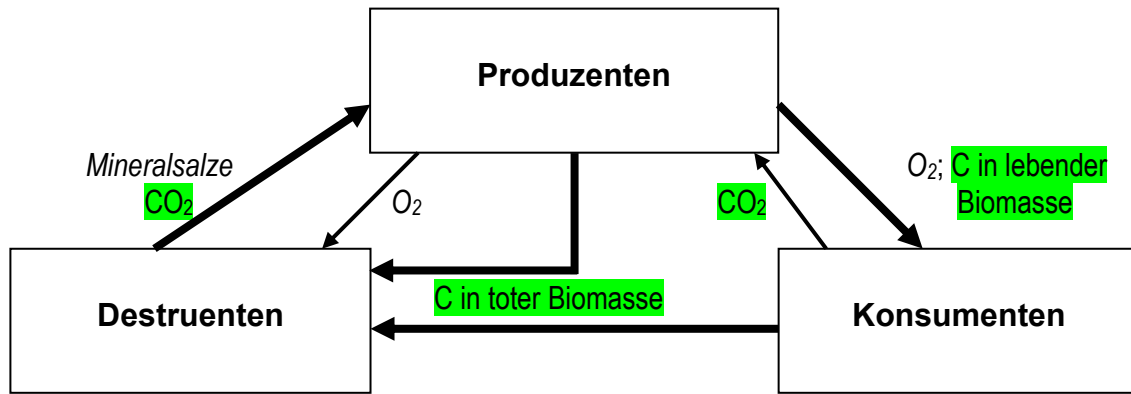 Produzenten
Mineralsalze
CO₂
O₂
CO₂
O₂; C in lebender
Biomasse
C in toter Biomasse
Destruenten
Konsumenten